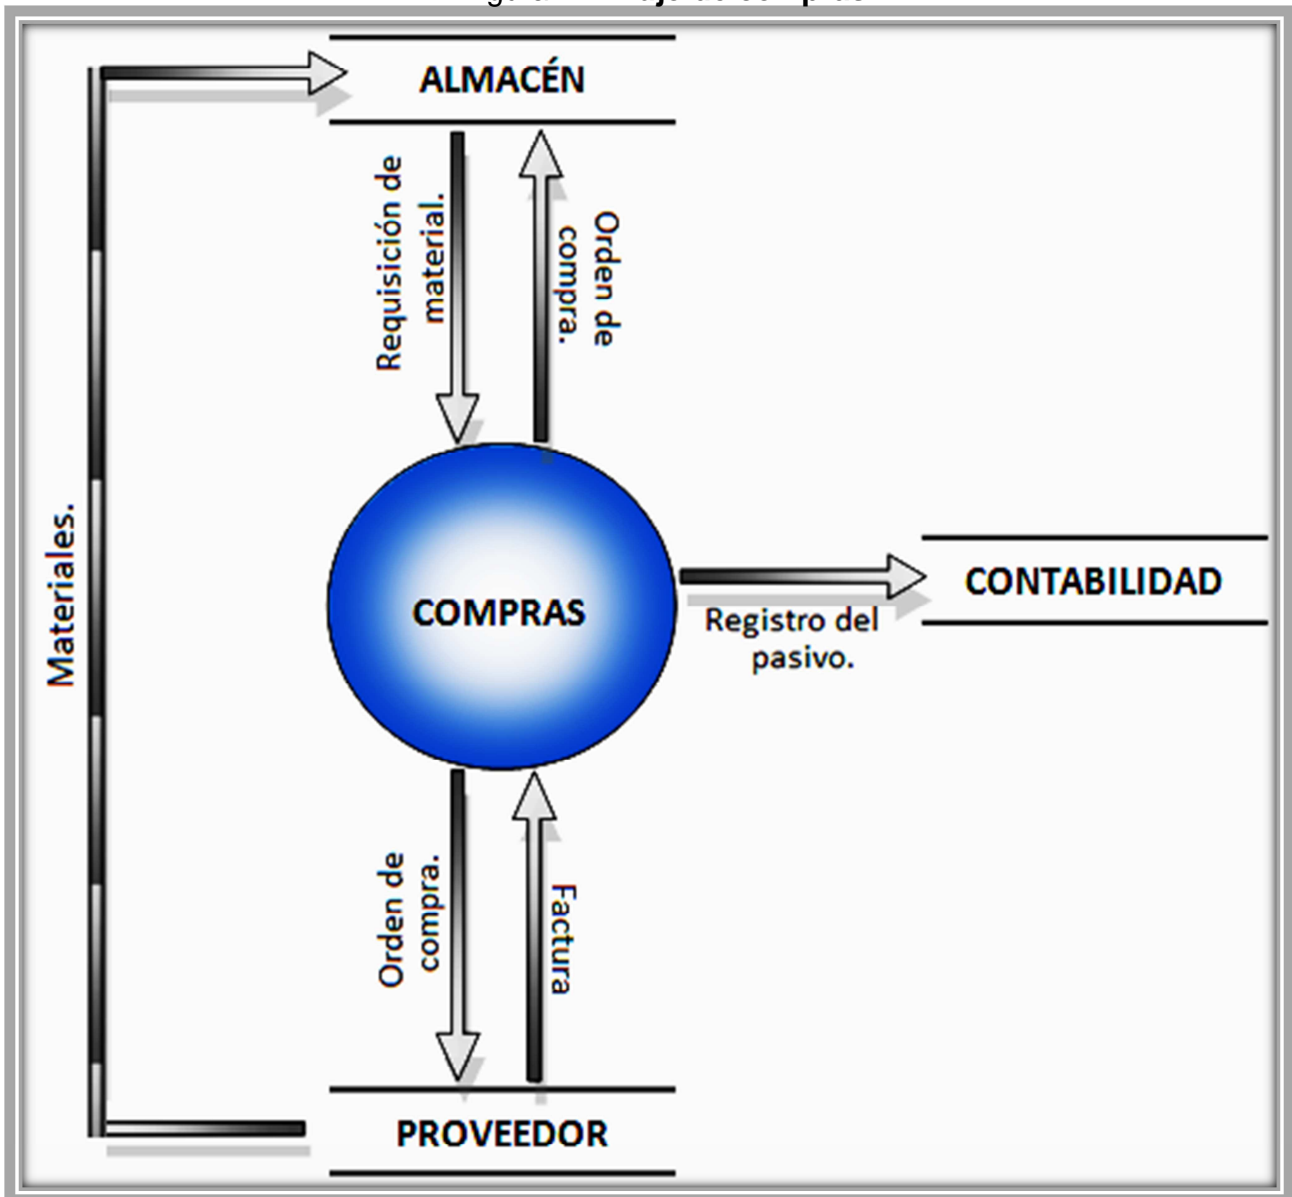 ALMACÉN
Requisición de
material.
Orden de
compra.
Materiales.
COMPRAS
CONTABILIDAD
Registro del
pasivo.
Orden de
compra.
Factura
PROVEEDOR